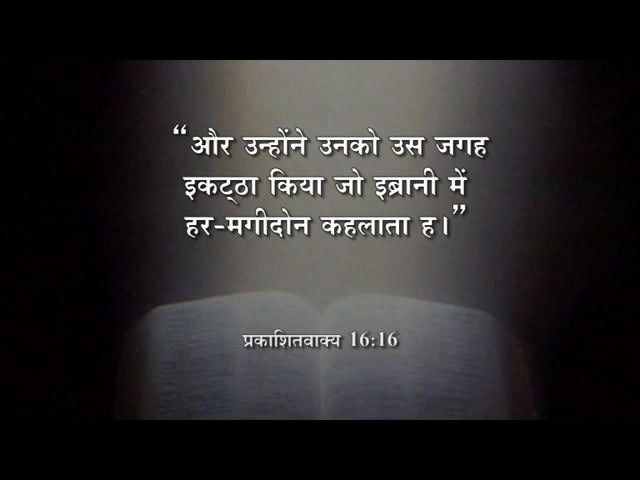 “और उन्होंने उनको उस जगह
इकट्ठा किया जो इब्रानी में
हर-मगीदोन कहलाता ह।”
प्रकाशितवाक्य 16:16